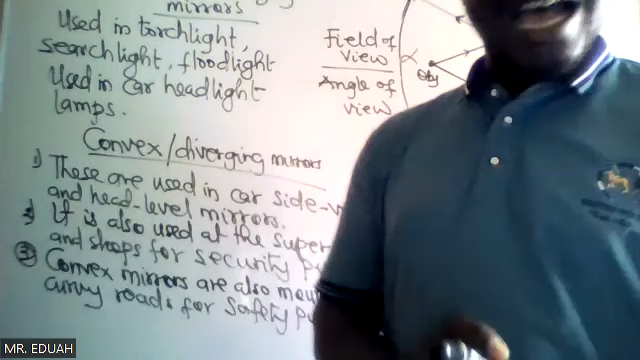 mirrors
Used in torchlight,
searchlight, floodlight
Used in car headlight
lamps.
Field of
View
Angle of
view
Obj
Convex/diverging mirrors
1) These are used in car side-v
and head-level mirrors.
It is also used at the super
and shops for security
③ Convex mirrors are also mou
curvy roads for safety
MR. EDUAH